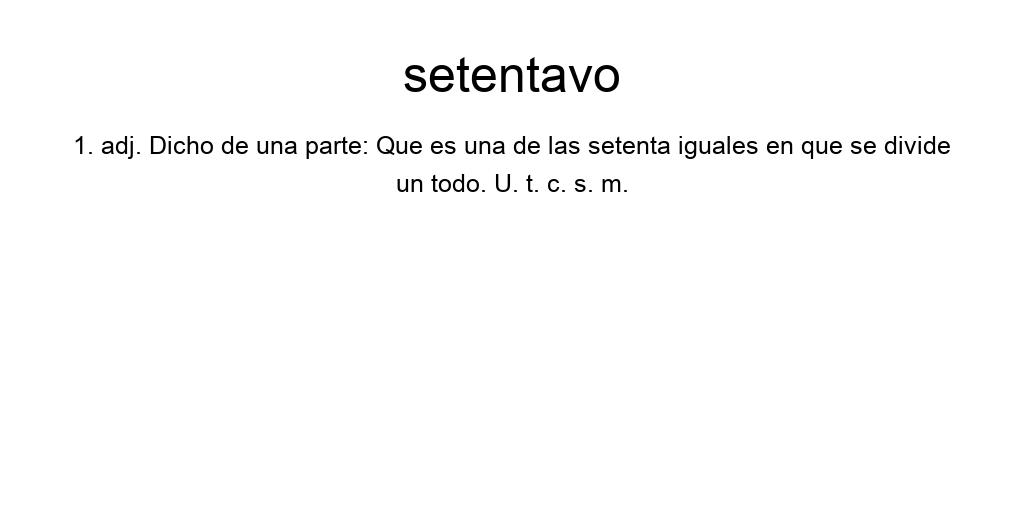 setentavo
1. adj. Dicho de una parte: Que es una de las setenta iguales en que se divide
un todo. U. t. c. s. m.